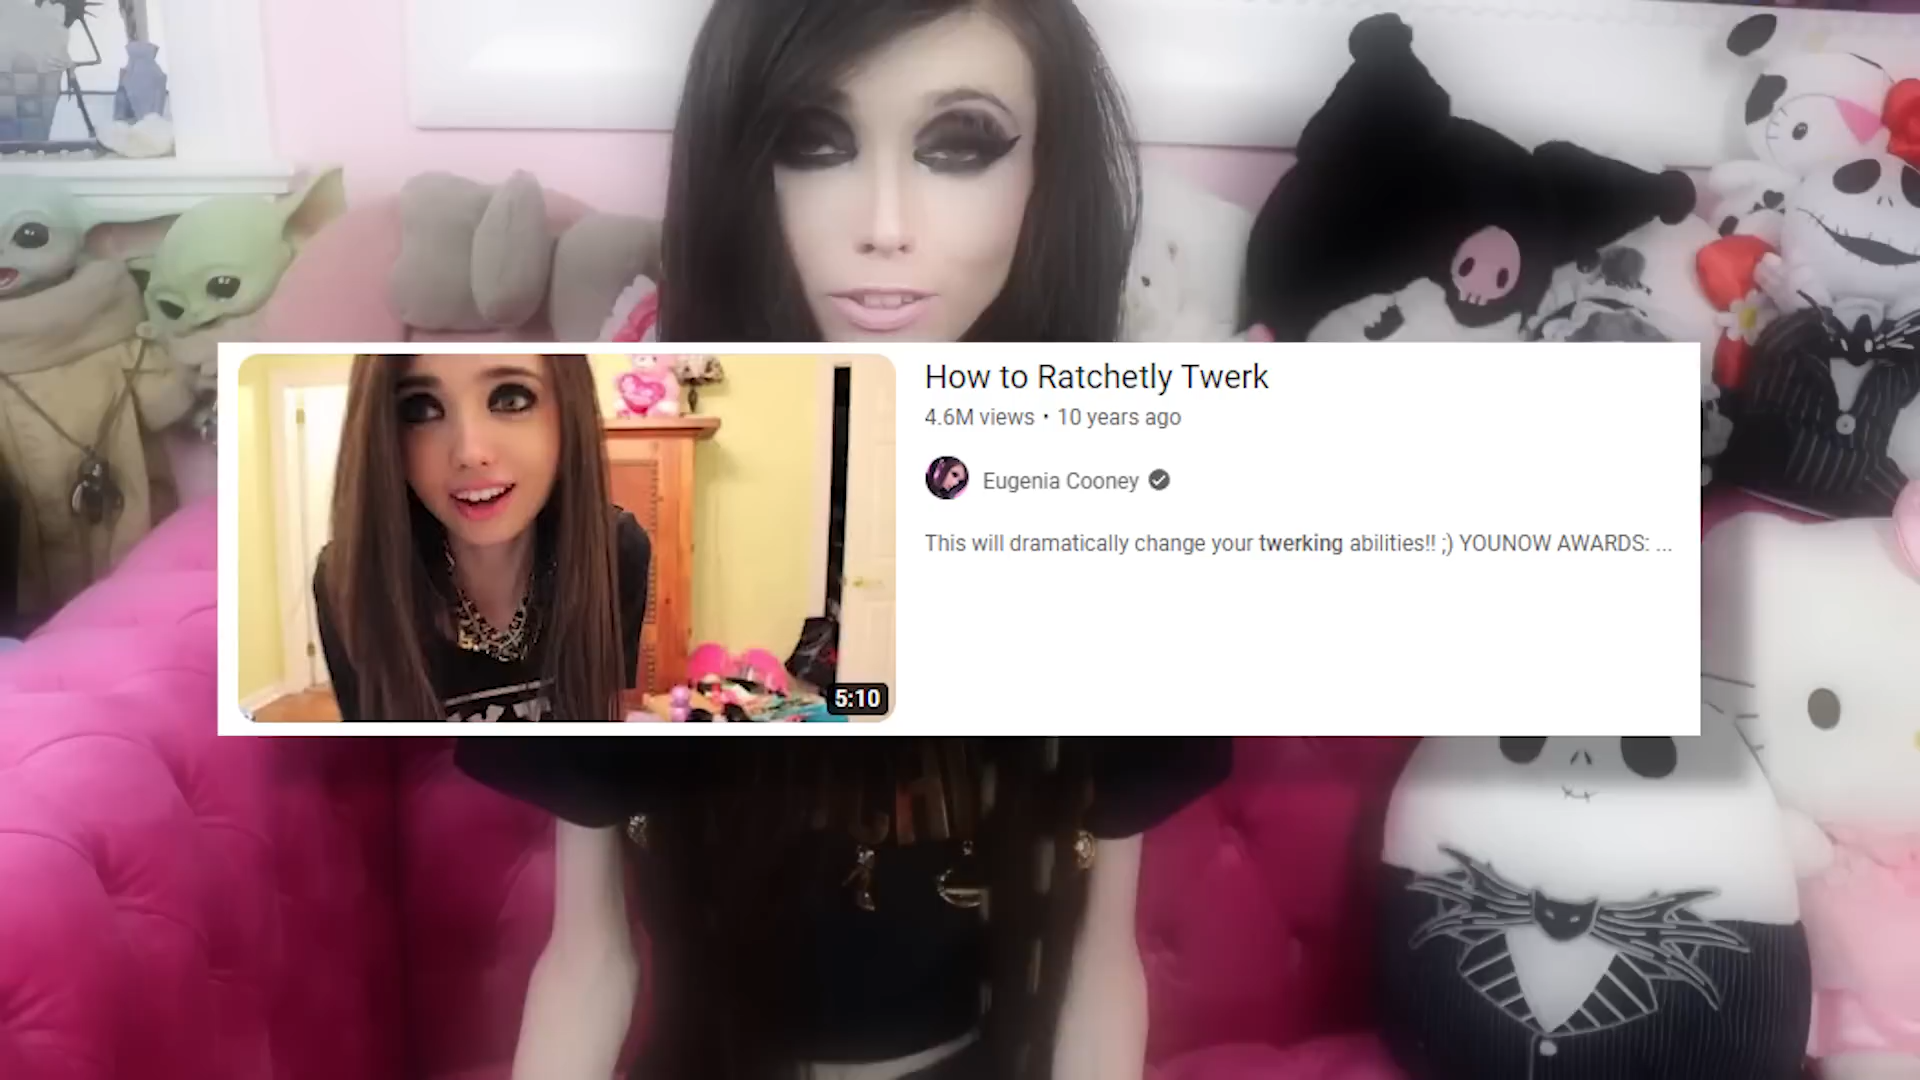 How to Ratchetly Twerk
4.6M views • 10 years ago
Eugenia Cooney
This will dramatically change your twerking abilities!! ;) YOUNOW AWARDS: ...
5:10